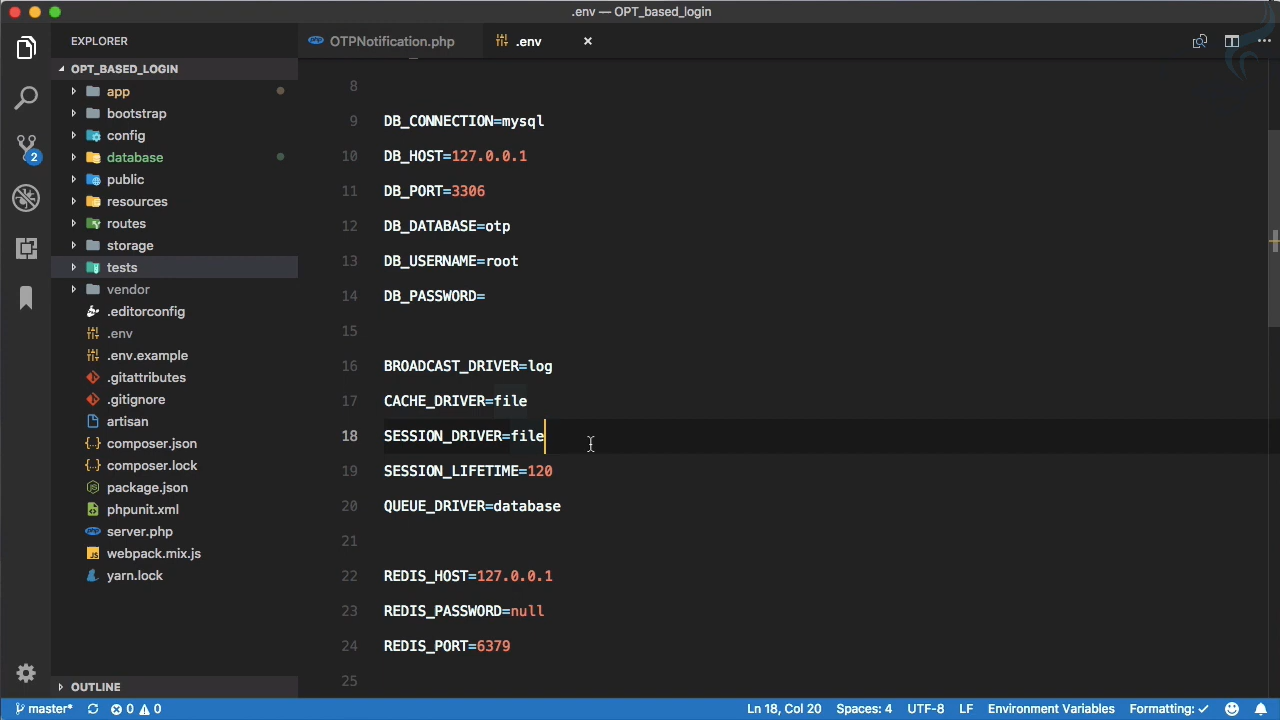 .env — OPT_based_login
EXPLORER
OPT_BASED_LOGIN
app
bootstrap
config
database
public
resources
routes
storage
tests
vendor
.editorconfig
.env
.env.example
.gitattributes
.gitignore
artisan
composer.json
composer.lock
package.json
phpunit.xml
server.php
webpack.mix.js
yarn.lock
OUTLINE
2
OTPNotification.php
.env
8
9 DB_CONNECTION=mysql
10 DB_HOST=127.0.0.1
11 DB_PORT=3306
12 DB_DATABASE=otp
13 DB_USERNAME=root
14 DB_PASSWORD=
15
16 BROADCAST_DRIVER=log
17 CACHE_DRIVER=file
18 SESSION_DRIVER=file
19 SESSION_LIFETIME=120
20 QUEUE_DRIVER=database
21
22 REDIS_HOST=127.0.0.1
23 REDIS_PASSWORD=null
24 REDIS_PORT=6379
25
master* 0 0 Ln 18, Col 20 Spaces: 4 UTF-8 LF Environment Variables Formatting: ✓